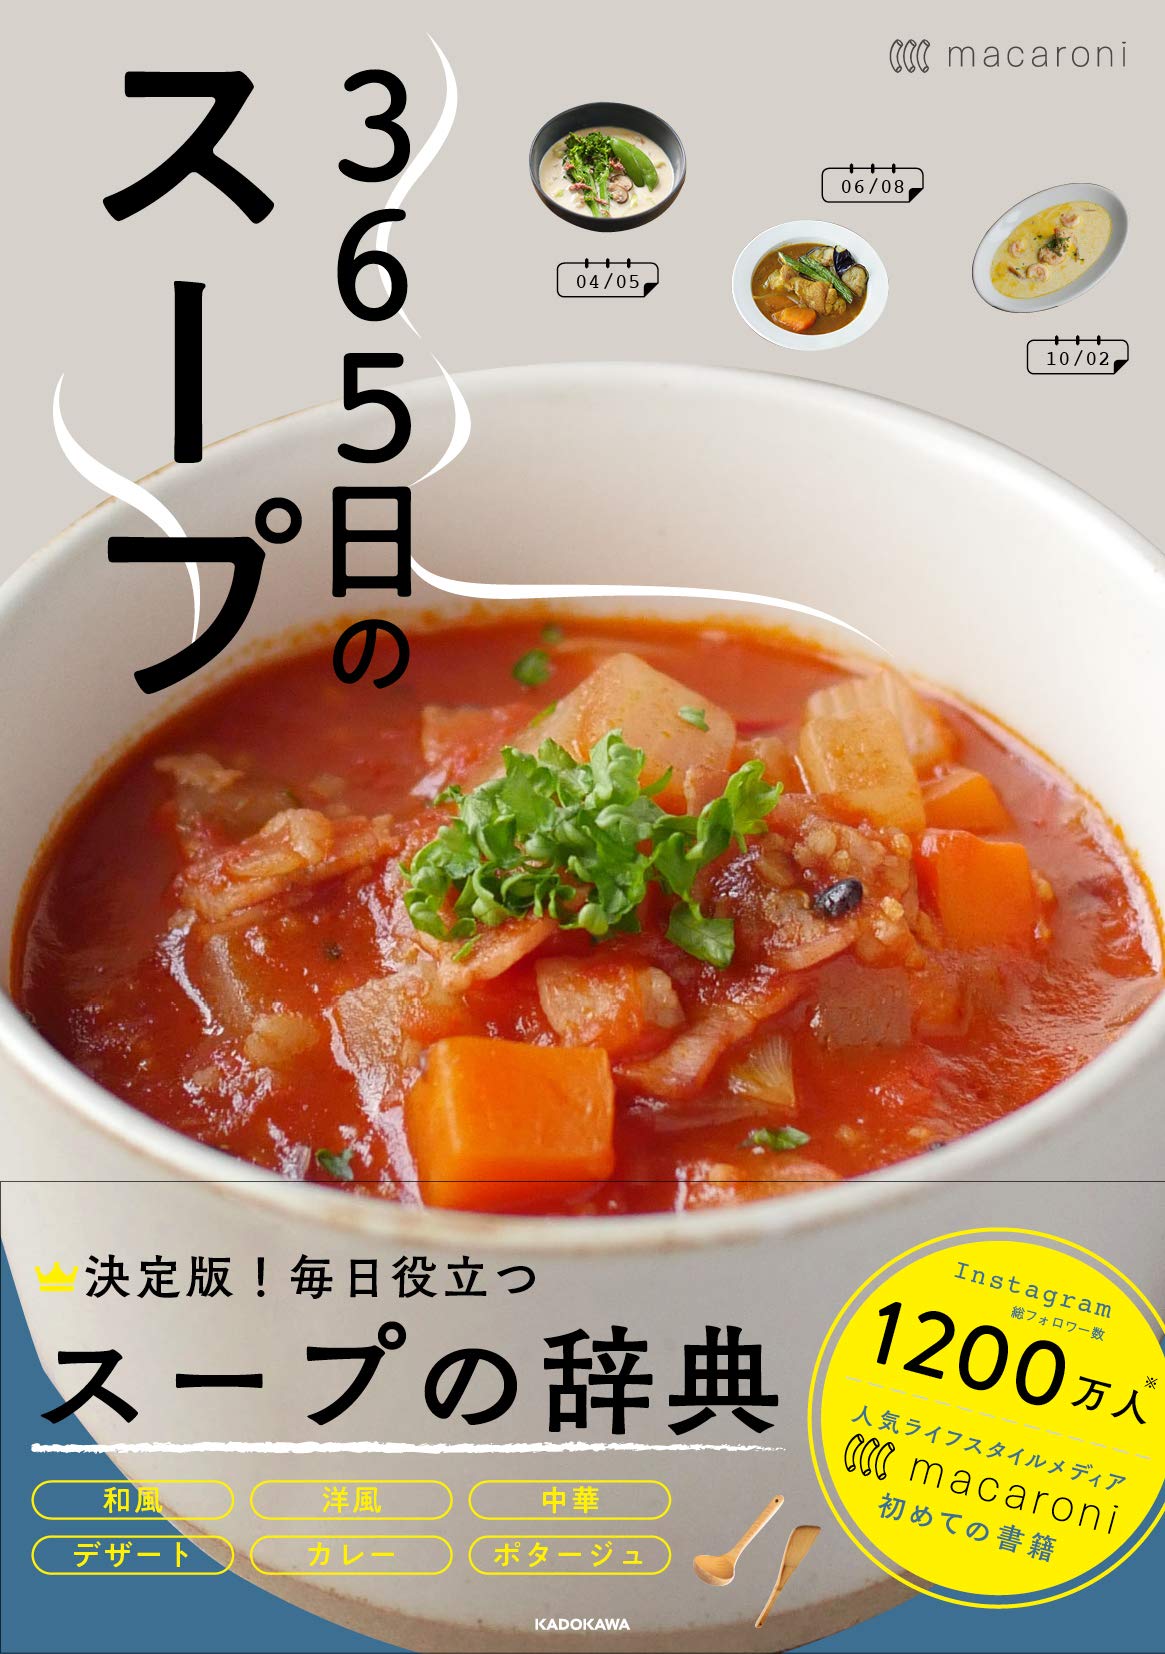 macaroni
365日の
スープ
04/05
06/08
10/02
決定版！毎日役立つ
スープの辞典
和風
洋風
中華
デザート
カレー
ポタージュ
Instagram
総フォロワー数
1200万人※
人気ライフスタイルメディア
macaroni
初めての書籍
KADOKAWA